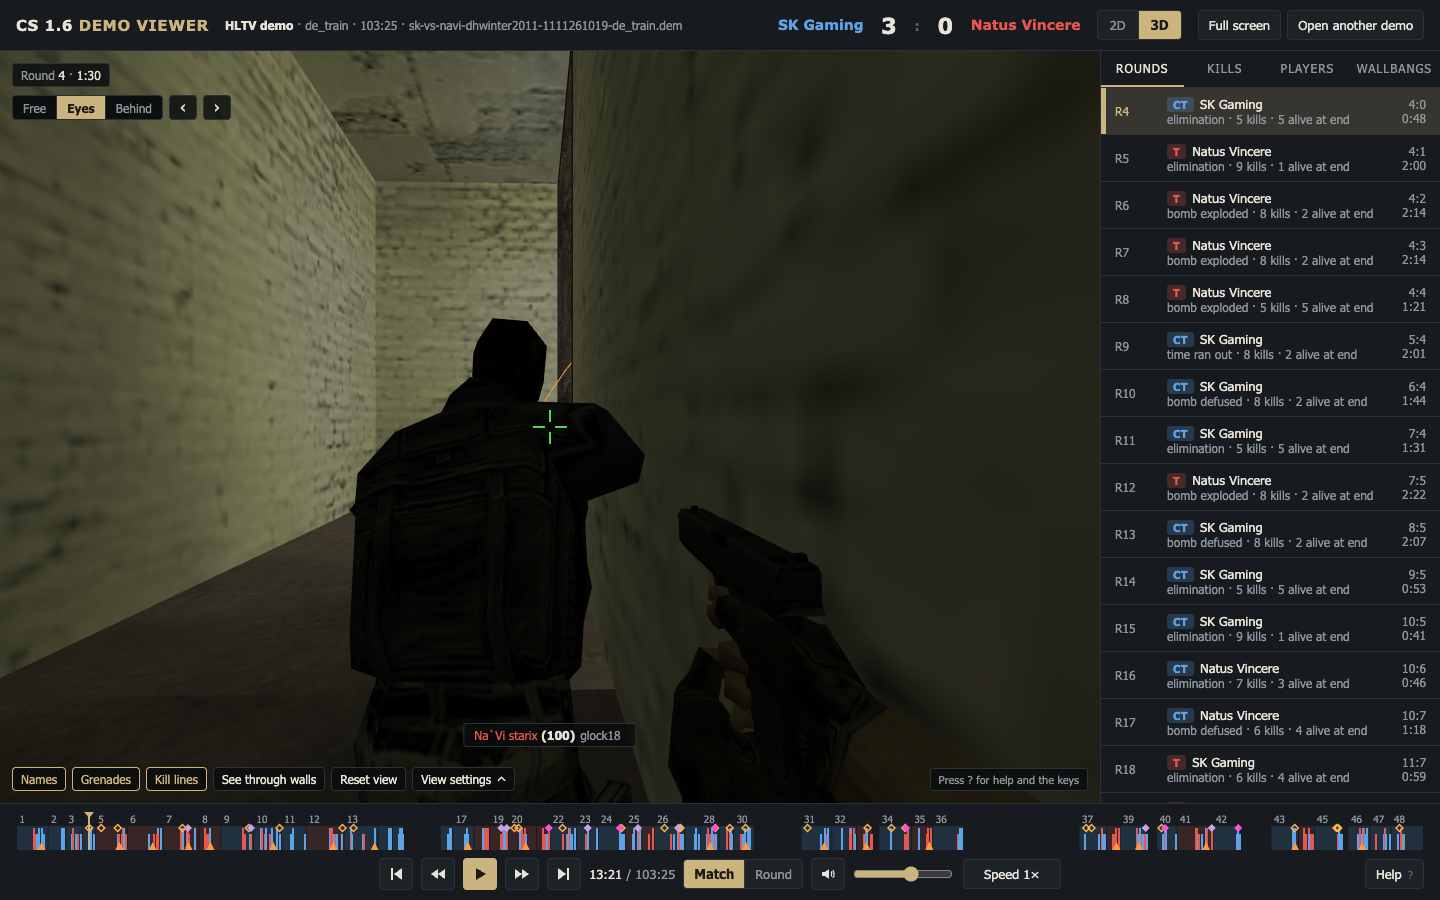 CS 1.6 DEMO VIEWER
HLTV demo · de_train · 103:25 · sk-vs-navi-dhwinter2011-1111261019-de_train.dem
SK Gaming 3 : 0 Natus Vincere
2D 3D
Full screen
Open another demo
Round 4 · 1:30
Free Eyes Behind
ROUNDS KILLS PLAYERS WALLBANGS
R4 CT SK Gaming 4:0
elimination · 5 kills · 5 alive at end 0:48
R5 T Natus Vincere 4:1
elimination · 9 kills · 1 alive at end 2:00
R6 T Natus Vincere 4:2
bomb exploded · 8 kills · 2 alive at end 2:14
R7 T Natus Vincere 4:3
bomb exploded · 8 kills · 2 alive at end 2:14
R8 T Natus Vincere 4:4
bomb exploded · 5 kills · 5 alive at end 1:21
R9 CT SK Gaming 5:4
time ran out · 8 kills · 2 alive at end 2:01
R10 CT SK Gaming 6:4
bomb defused · 8 kills · 2 alive at end 1:44
R11 CT SK Gaming 7:4
elimination · 5 kills · 5 alive at end 1:31
R12 T Natus Vincere 7:5
bomb exploded · 8 kills · 2 alive at end 2:22
R13 CT SK Gaming 8:5
bomb defused · 8 kills · 2 alive at end 2:07
R14 CT SK Gaming 9:5
elimination · 5 kills · 5 alive at end 0:53
R15 CT SK Gaming 10:5
elimination · 9 kills · 1 alive at end 0:41
R16 CT Natus Vincere 10:6
elimination · 7 kills · 3 alive at end 0:46
R17 CT Natus Vincere 10:7
bomb defused · 6 kills · 4 alive at end 1:18
R18 T SK Gaming 11:7
elimination · 6 kills · 4 alive at end 0:59
Na`Vi starix (100) glock18
Names Grenades Kill lines See through walls Reset view View settings
Press ? for help and the keys
1 2 3 5 6 7 8 9 10 11 12 13 17 19 20 22 23 24 25 26 28 30 31 32 34 35 36 37 39 40 41 42 43 45 46 47 48
13:21 / 103:25
Match Round
Speed 1×
Help ?